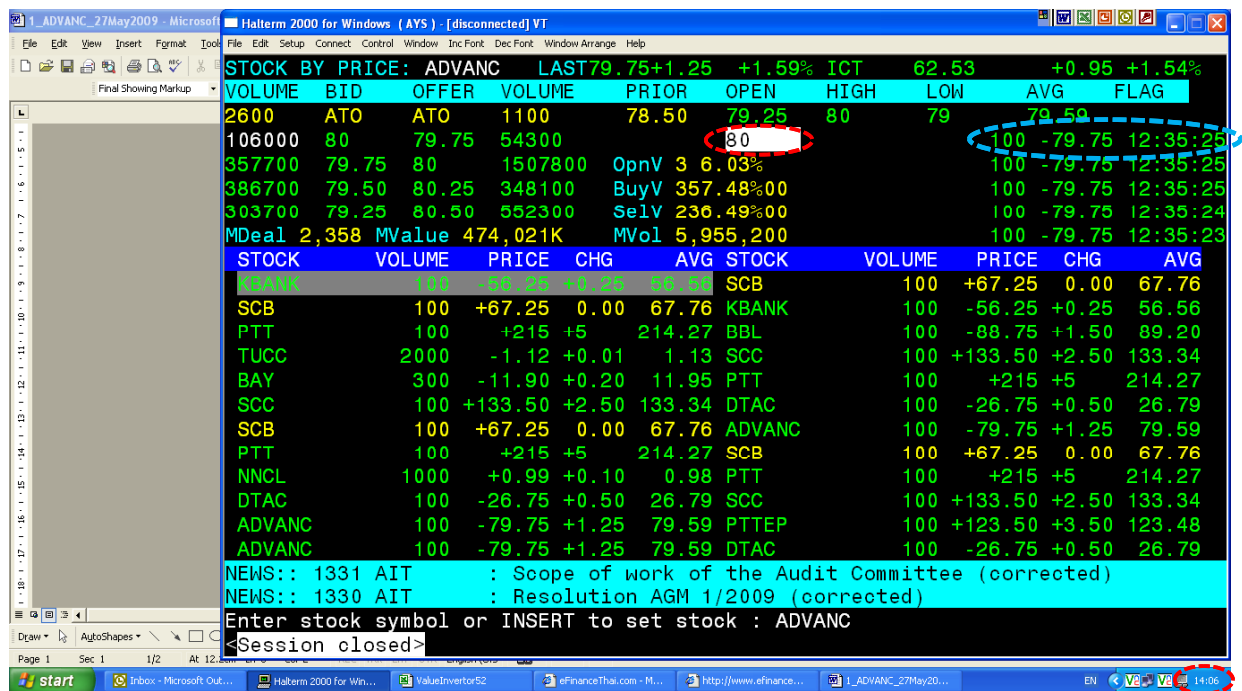 1_ADVANC_27May2009 - Microsoft
Halterm 2000 for Windows ( AYS ) - [disconnected] VT
File Edit View Insert Format Tools
File Edit Setup Connect Control Window Inc Font Dec Font Window Arrange Help
Final Showing Markup
STOCK BY PRICE: ADVANC LAST79.75+1.25 +1.59% ICT 62.53 +0.95 +1.54%
VOLUME BID OFFER VOLUME PRIOR OPEN HIGH LOW AVG FLAG
2600 ATO ATO 1100 78.50 79.25 80 79 79.59
106000 80 79.75 54300 80 100 -79.75 12:35:25
357700 79.75 80 1507800 OpnV 3 6.03% 100 -79.75 12:35:25
386700 79.50 80.25 348100 BuyV 357.48%00 100 -79.75 12:35:25
303700 79.25 80.50 552300 SelV 236.49%00 100 -79.75 12:35:24
MDeal 2,358 MValue 474,021K MVol 5,955,200 100 -79.75 12:35:23
STOCK VOLUME PRICE CHG AVG STOCK VOLUME PRICE CHG AVG
KBANK 100 -56.25 +0.25 56.56 SCB 100 +67.25 0.00 67.76
SCB 100 +67.25 0.00 67.76 KBANK 100 -56.25 +0.25 56.56
PTT 100 +215 +5 214.27 BBL 100 -88.75 +1.50 89.20
TUCC 2000 -1.12 +0.01 1.13 SCC 100 +133.50 +2.50 133.34
BAY 300 -11.90 +0.20 11.95 PTT 100 +215 +5 214.27
SCC 100 +133.50 +2.50 133.34 DTAC 100 -26.75 +0.50 26.79
SCB 100 +67.25 0.00 67.76 ADVANC 100 -79.75 +1.25 79.59
PTT 100 +215 +5 214.27 SCB 100 +67.25 0.00 67.76
NNCL 1000 +0.99 +0.10 0.98 PTT 100 +215 +5 214.27
DTAC 100 -26.75 +0.50 26.79 SCC 100 +133.50 +2.50 133.34
ADVANC 100 -79.75 +1.25 79.59 PTTEP 100 +123.50 +3.50 123.48
ADVANC 100 -79.75 +1.25 79.59 DTAC 100 -26.75 +0.50 26.79
NEWS:: 1331 AIT : Scope of work of the Audit Committee (corrected)
NEWS:: 1330 AIT : Resolution AGM 1/2009 (corrected)
Enter stock symbol or INSERT to set stock : ADVANC
<Session closed>
Draw AutoShapes
Page 1 Sec 1 1/2 At 12.
start Inbox - Microsoft Out... Halterm 2000 for Win... ValueInvertor52 eFinanceThai.com - M... http://www.efinance... 1_ADVANC_27May20... EN 14:06